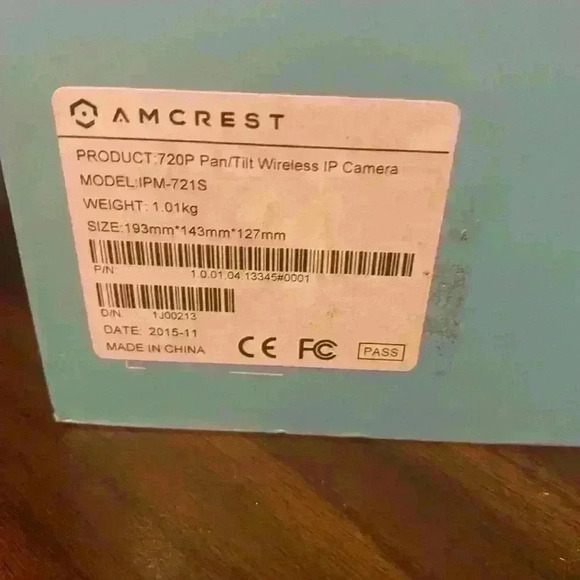 AMCREST
PRODUCT:720P Pan/Tilt Wireless IP Camera
MODEL:IPM-721S
WEIGHT: 1.01kg
SIZE:193mm*143mm*127mm
P/N: 1.0.01.04.13345#0001
D/N. 1J00213
DATE: 2015-11
MADE IN CHINA CE FC PASS